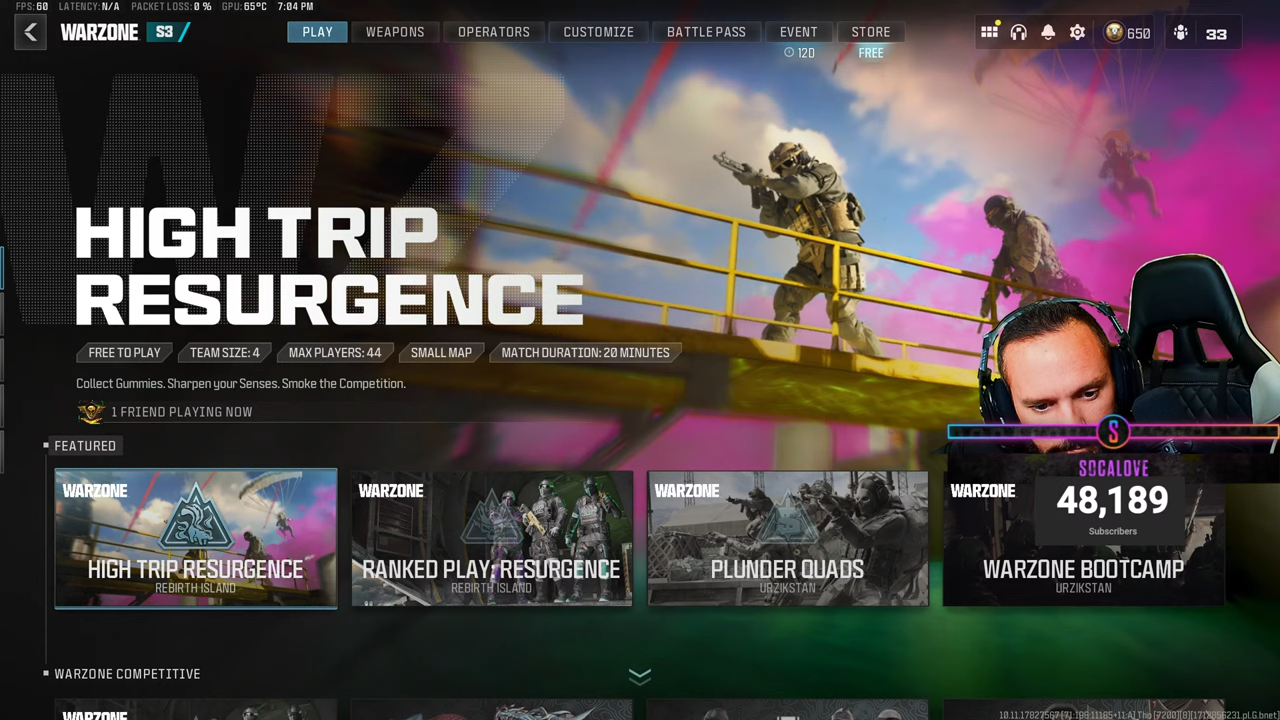 FPS: 60 LATENCY: N/A PACKET LOSS: 0 % GPU: 65°C 7:04 PM
WARZONE S3
PLAY
WEAPONS
OPERATORS
CUSTOMIZE
BATTLE PASS
EVENT
STORE
650
33
12D
FREE
HIGH TRIP
RESURGENCE
FREE TO PLAY
TEAM SIZE: 4
MAX PLAYERS: 44
SMALL MAP
MATCH DURATION: 20 MINUTES
Collect Gummies. Sharpen your Senses. Smoke the Competition.
1 FRIEND PLAYING NOW
S
FEATURED
SOCALOVE
48,189
Subscribers
WARZONE
HIGH TRIP RESURGENCE
REBIRTH ISLAND
WARZONE
RANKED PLAY: RESURGENCE
REBIRTH ISLAND
WARZONE
PLUNDER QUADS
URZIKSTAN
WARZONE
WARZONE BOOTCAMP
URZIKSTAN
WARZONE COMPETITIVE
WARZONE